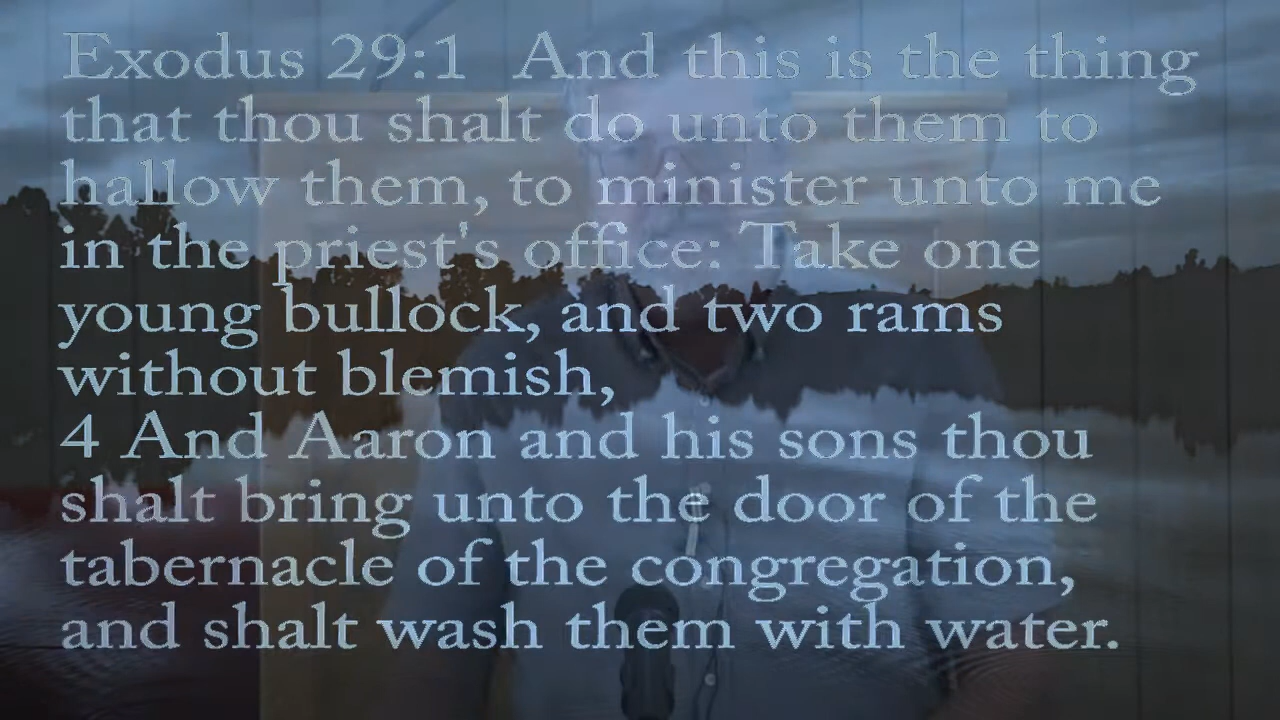 Exodus 29:1  And this is the thing
that thou shalt do unto them to
hallow them, to minister unto me
in the priest's office: Take one
young bullock, and two rams
without blemish,
4 And Aaron and his sons thou
shalt bring unto the door of the
tabernacle of the congregation,
and shalt wash them with water.